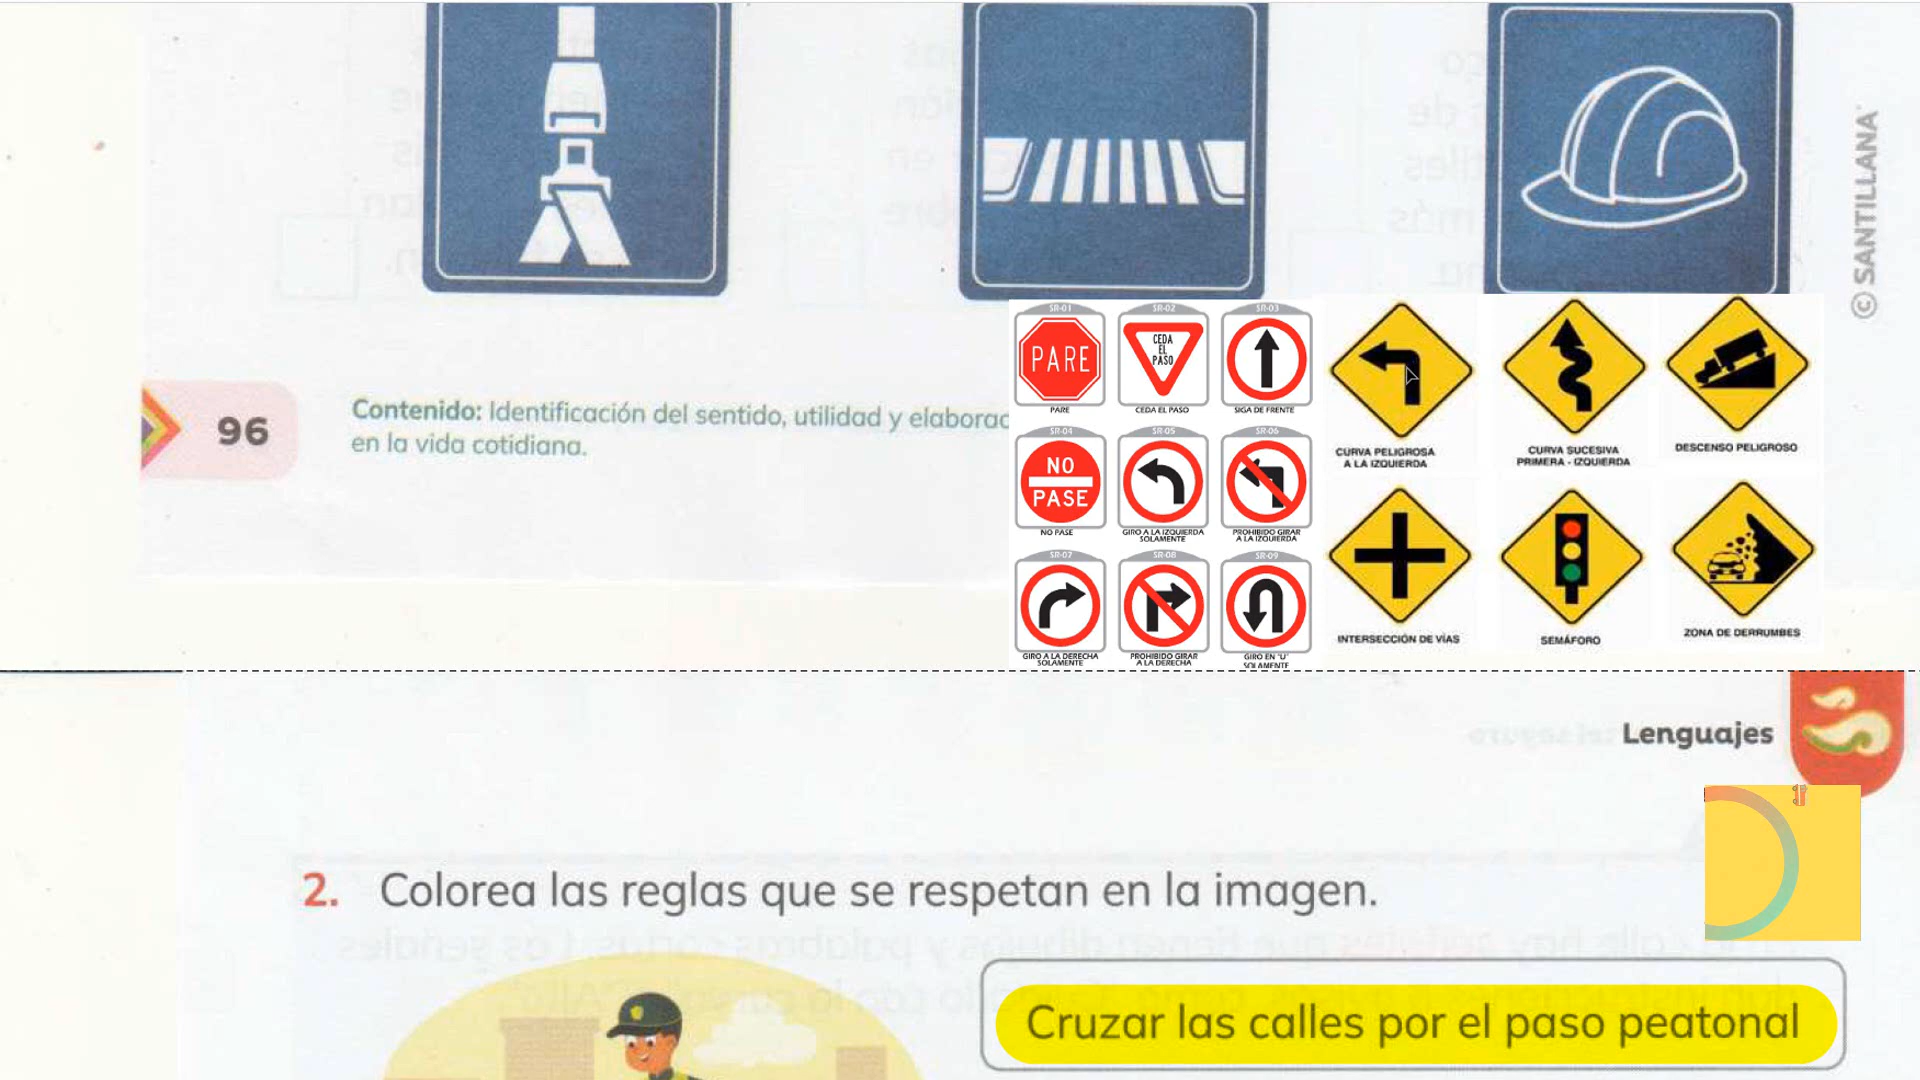 © SANTILLANA
SR-01
SR-02
SR-03
PARE
CEDA
EL
PASO
PARE
CEDA EL PASO
SIGA DE FRENTE
SR-04
SR-05
SR-06
NO
PASE
NO PASE
GIRO A LA IZQUIERDA
SOLAMENTE
PROHIBIDO GIRAR
A LA IZQUIERDA
SR-07
SR-08
SR-09
GIRO A LA DERECHA
SOLAMENTE
PROHIBIDO GIRAR
A LA DERECHA
GIRO EN "U"
SOLAMENTE
CURVA PELIGROSA
A LA IZQUIERDA
CURVA SUCESIVA
PRIMERA - IZQUIERDA
DESCENSO PELIGROSO
INTERSECCIÓN DE VÍAS
SEMÁFORO
ZONA DE DERRUMBES
96
Contenido: Identificación del sentido, utilidad y elaborac
en la vida cotidiana.
Lenguajes
2. Colorea las reglas que se respetan en la imagen.
Cruzar las calles por el paso peatonal